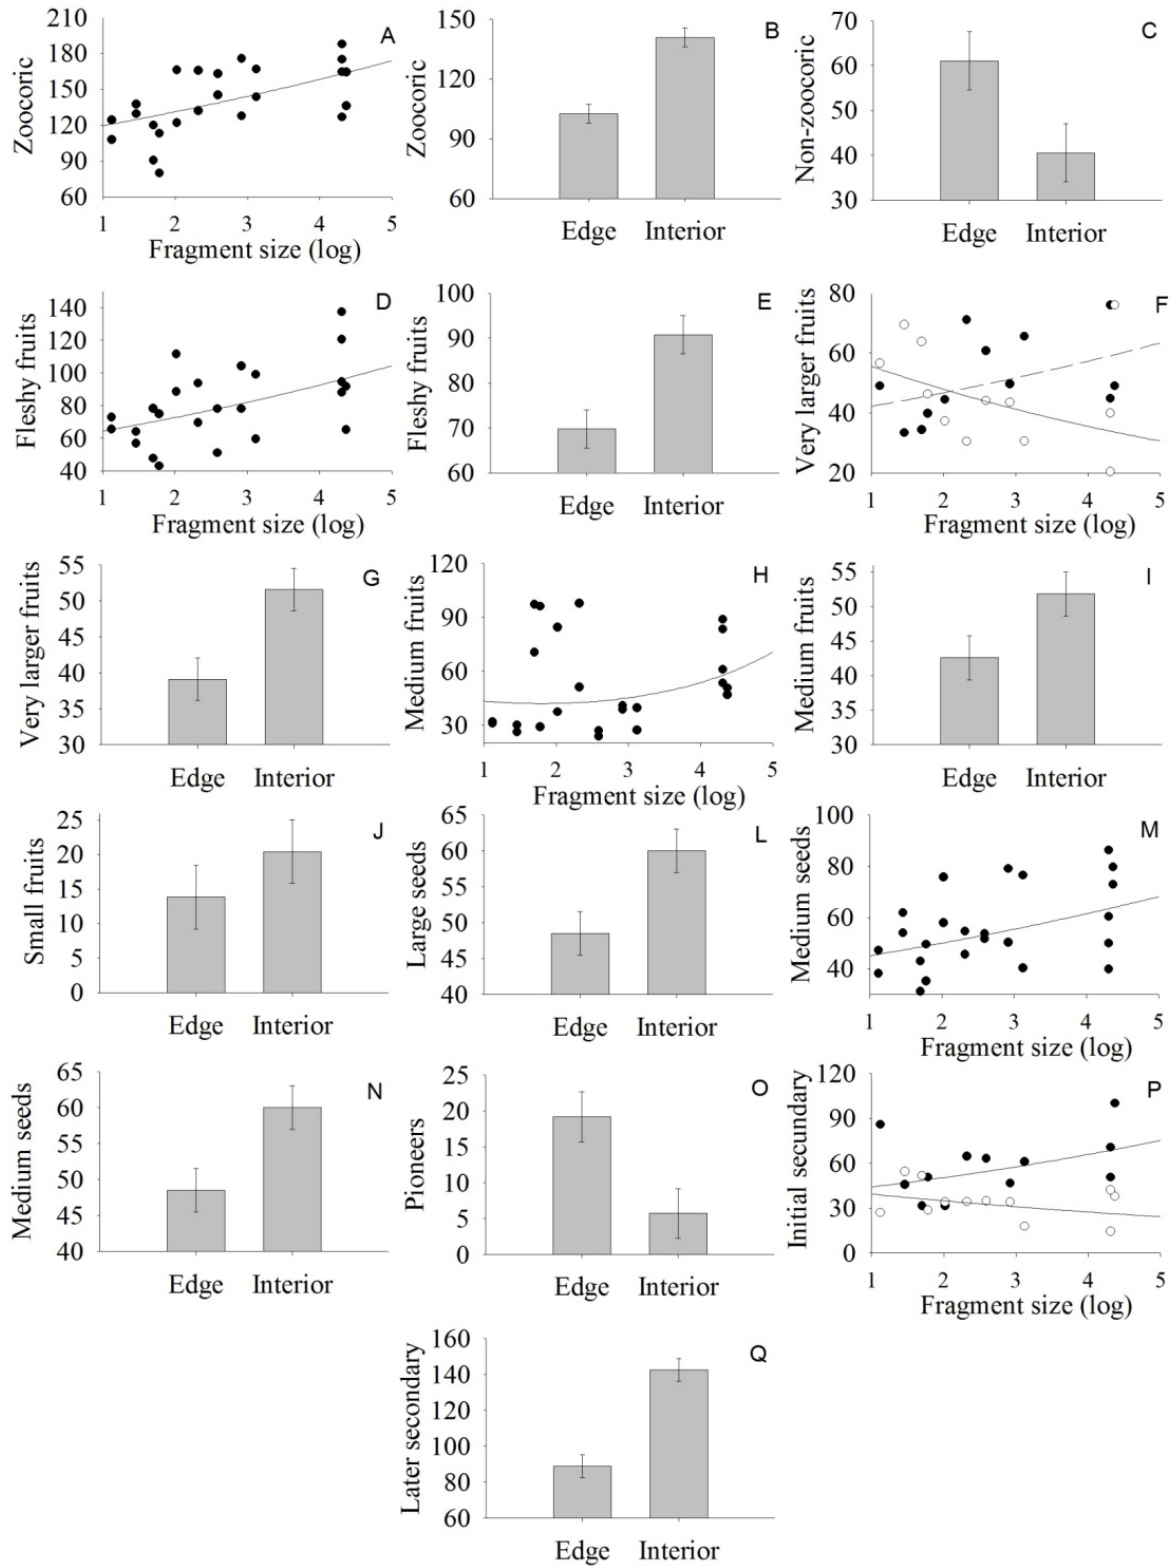 A
Zoocoric
210
180
150
120
90
60
1 2 3 4 5
Fragment size (log)
B
Zoocoric
150
120
90
60
Edge Interior
C
Non-zoocoric
70
60
50
40
30
Edge Interior
D
Fleshy fruits
140
120
100
80
60
40
1 2 3 4 5
Fragment size (log)
E
Fleshy fruits
100
90
80
70
60
Edge Interior
F
Very larger fruits
80
60
40
20
1 2 3 4 5
Fragment size (log)
G
Very larger fruits
55
50
45
40
35
30
Edge Interior
H
Medium fruits
120
90
60
30
1 2 3 4 5
Fragment size (log)
I
Medium fruits
55
50
45
40
35
30
Edge Interior
J
Small fruits
25
20
15
10
5
0
Edge Interior
L
Large seeds
65
60
55
50
45
40
Edge Interior
M
Medium seeds
100
80
60
40
1 2 3 4 5
Fragment size (log)
N
Medium seeds
65
60
55
50
45
40
Edge Interior
O
Pioneers
25
20
15
10
5
0
Edge Interior
P
Initial secundary
120
90
60
30
0
1 2 3 4 5
Fragment size (log)
Q
Later secondary
160
140
120
100
80
60
Edge Interior